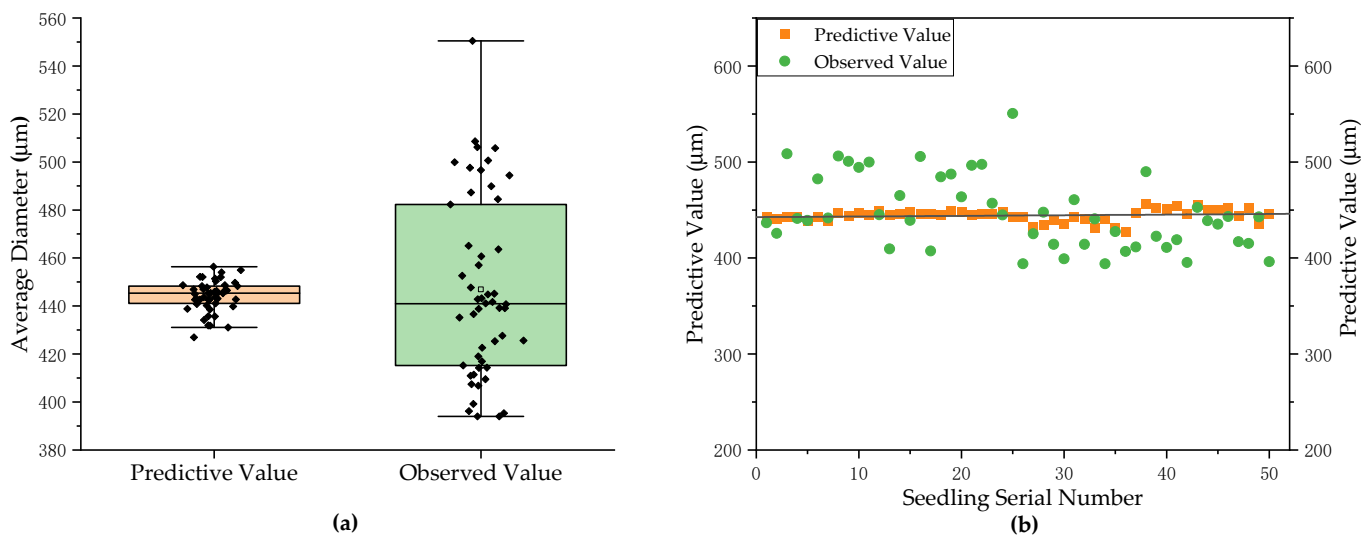 560
540
520
500
480
460
440
420
400
380
Average Diameter (μm)
Predictive Value
Observed Value
(a)
Predictive Value
Observed Value
600
500
400
300
200
Predictive Value (μm)
600
500
400
300
200
Predictive Value (μm)
0
10
20
30
40
50
Seedling Serial Number
(b)